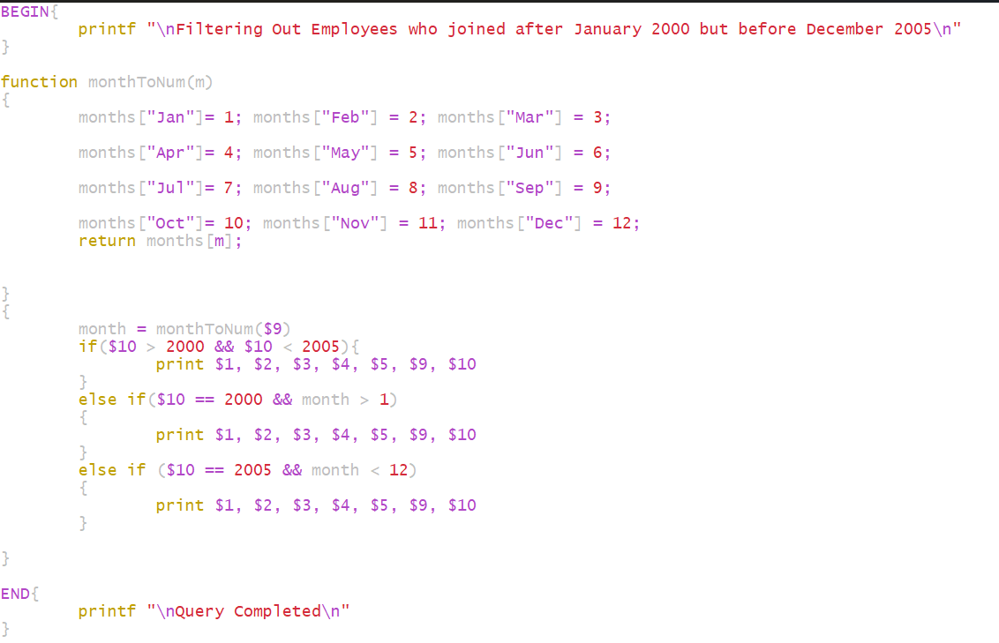 BEGIN{
        printf "\nFiltering Out Employees who joined after January 2000 but before December 2005\n"
}
function monthToNum(m)
{
        months["Jan"]= 1; months["Feb"] = 2; months["Mar"] = 3;
        months["Apr"]= 4; months["May"] = 5; months["Jun"] = 6;
        months["Jul"]= 7; months["Aug"] = 8; months["Sep"] = 9;
        months["Oct"]= 10; months["Nov"] = 11; months["Dec"] = 12;
        return months[m];
}
{
        month = monthToNum($9)
        if($10 > 2000 && $10 < 2005){
                print $1, $2, $3, $4, $5, $9, $10
        }
        else if($10 == 2000 && month > 1)
        {
                print $1, $2, $3, $4, $5, $9, $10
        }
        else if ($10 == 2005 && month < 12)
        {
                print $1, $2, $3, $4, $5, $9, $10
        }
}
END{
        printf "\nQuery Completed\n"
}